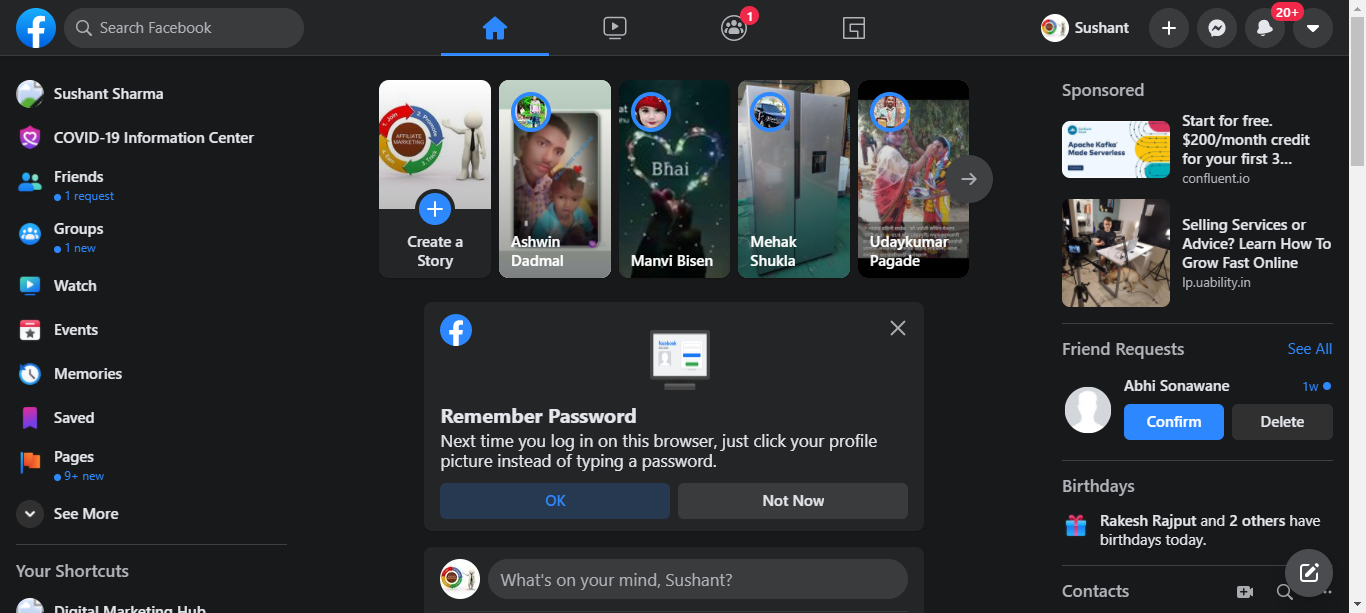 Search Facebook
1
Sushant
20+
Sushant Sharma
COVID-19 Information Center
Friends
1 request
Groups
1 new
Watch
Events
Memories
Saved
Pages
9+ new
See More
Your Shortcuts
Digital Marketing Hub
1. Join
2. Promote
3. Track
4. Earn
AFFILIATE
MARKETING
Create a
Story
Ashwin
Dadmal
Bhai
Manvi Bisen
Mehak
Shukla
Udaykumar
Pagade
facebook
Remember Password
Next time you log in on this browser, just click your profile
picture instead of typing a password.
OK
Not Now
What's on your mind, Sushant?
Sponsored
Apache Kafka®
Made Serverless
Start for free.
$200/month credit
for your first 3...
confluent.io
Selling Services or
Advice? Learn How To
Grow Fast Online
lp.uability.in
Friend Requests
See All
Abhi Sonawane
1w
Confirm
Delete
Birthdays
Rakesh Rajput and 2 others have
birthdays today.
Contacts